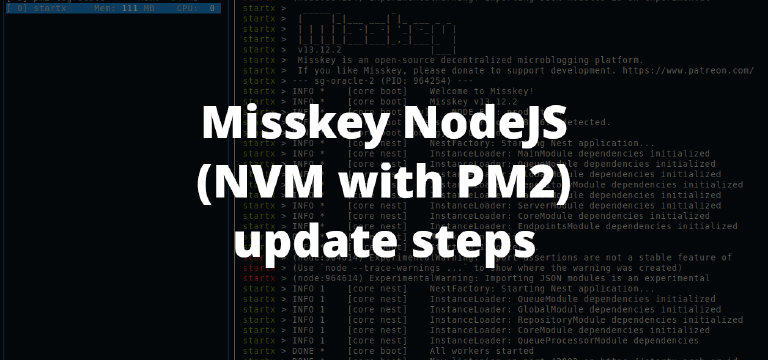 [ 0] startx Mem: 111 MB CPU: 0
startx >
startx >
startx >
startx >
startx > v13.12.2
startx > Misskey is an open-source decentralized microblogging platform.
startx > If you like Misskey, please donate to support development. https://www.patreon.com/
startx > --- sg-oracle-2 (PID: 964254) ---
startx > INFO * [core boot] Welcome to Misskey!
startx > INFO * [core boot] Misskey v13.12.2
Misskey NodeJS
(NVM with PM2)
update steps
startx > INFO * NestFactory: Starting Nest application...
startx > INFO * [core nest] InstanceLoader: MainModule dependencies initialized
startx > INFO * [core nest] InstanceLoader: ServerModule dependencies initialized
startx > INFO * [core nest] InstanceLoader: CoreModule dependencies initialized
startx > INFO * [core nest] InstanceLoader: EndpointsModule dependencies initialized
assertions are not a stable feature of
startx > (Use `node --trace-warnings ...` to show where the warning was created)
startx > (node:964614) ExperimentalWarning: Importing JSON modules is an experimental
startx > INFO 1 [core nest] NestFactory: Starting Nest application...
startx > INFO 1 [core nest] InstanceLoader: QueueModule dependencies initialized
startx > INFO 1 [core nest] InstanceLoader: GlobalModule dependencies initialized
startx > INFO 1 [core nest] InstanceLoader: RepositoryModule dependencies initialized
startx > INFO 1 [core nest] InstanceLoader: CoreModule dependencies initialized
startx > INFO 1 [core nest] InstanceLoader: QueueProcessorModule dependencies
startx > DONE * [core boot] All workers started